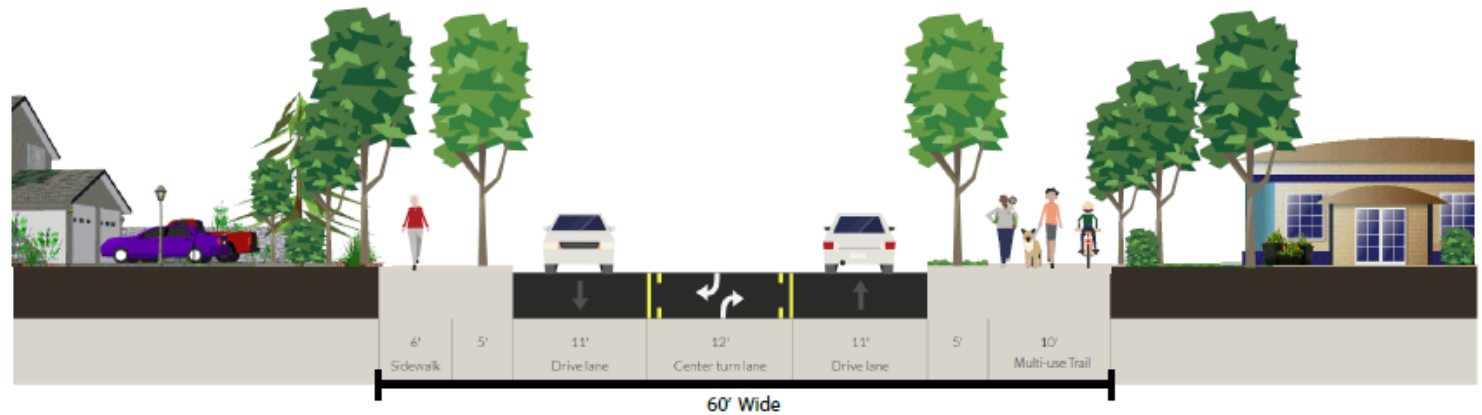 6' 5' 11' 12' 11" 5' 10'
Sidewalk Drive lane Center turn lane Drive lane Multi-use Trail
60' Wide